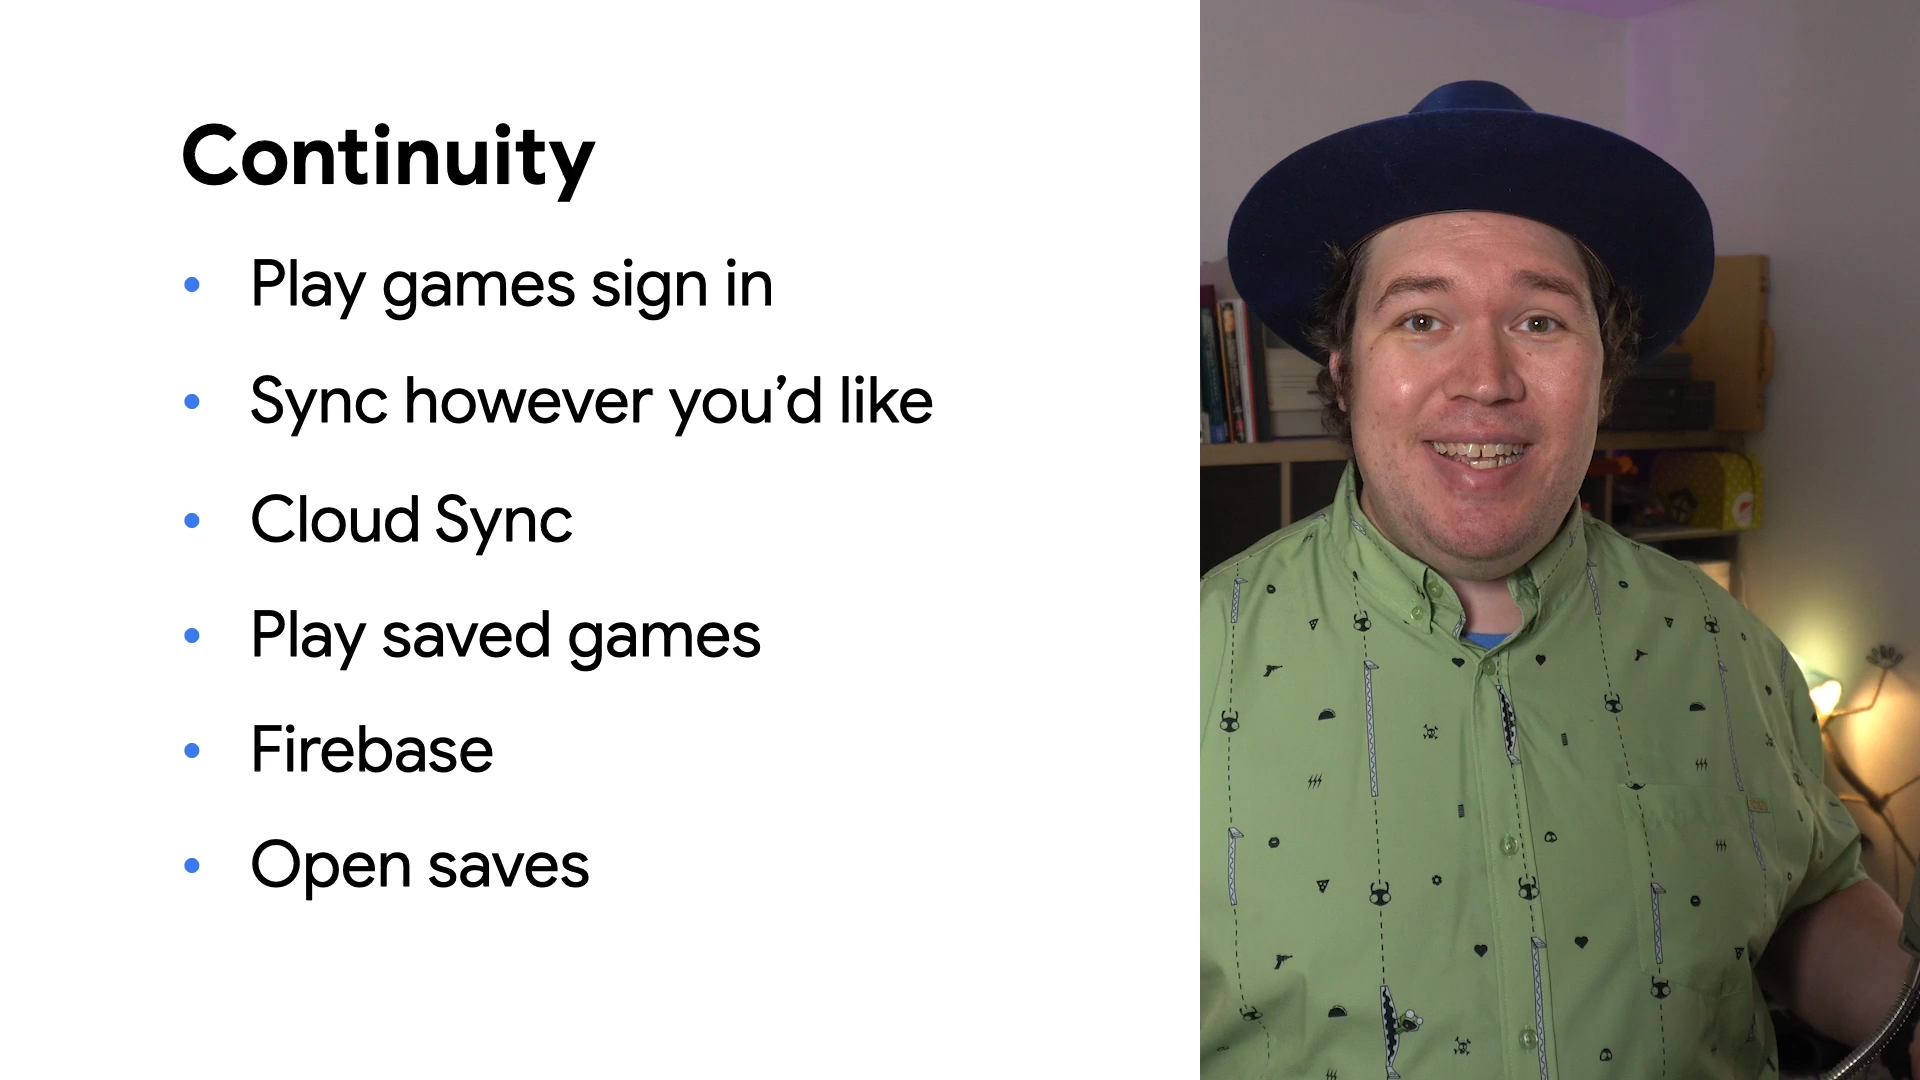 Continuity
Play games sign in
Sync however you’d like
Cloud Sync
Play saved games
Firebase
Open saves